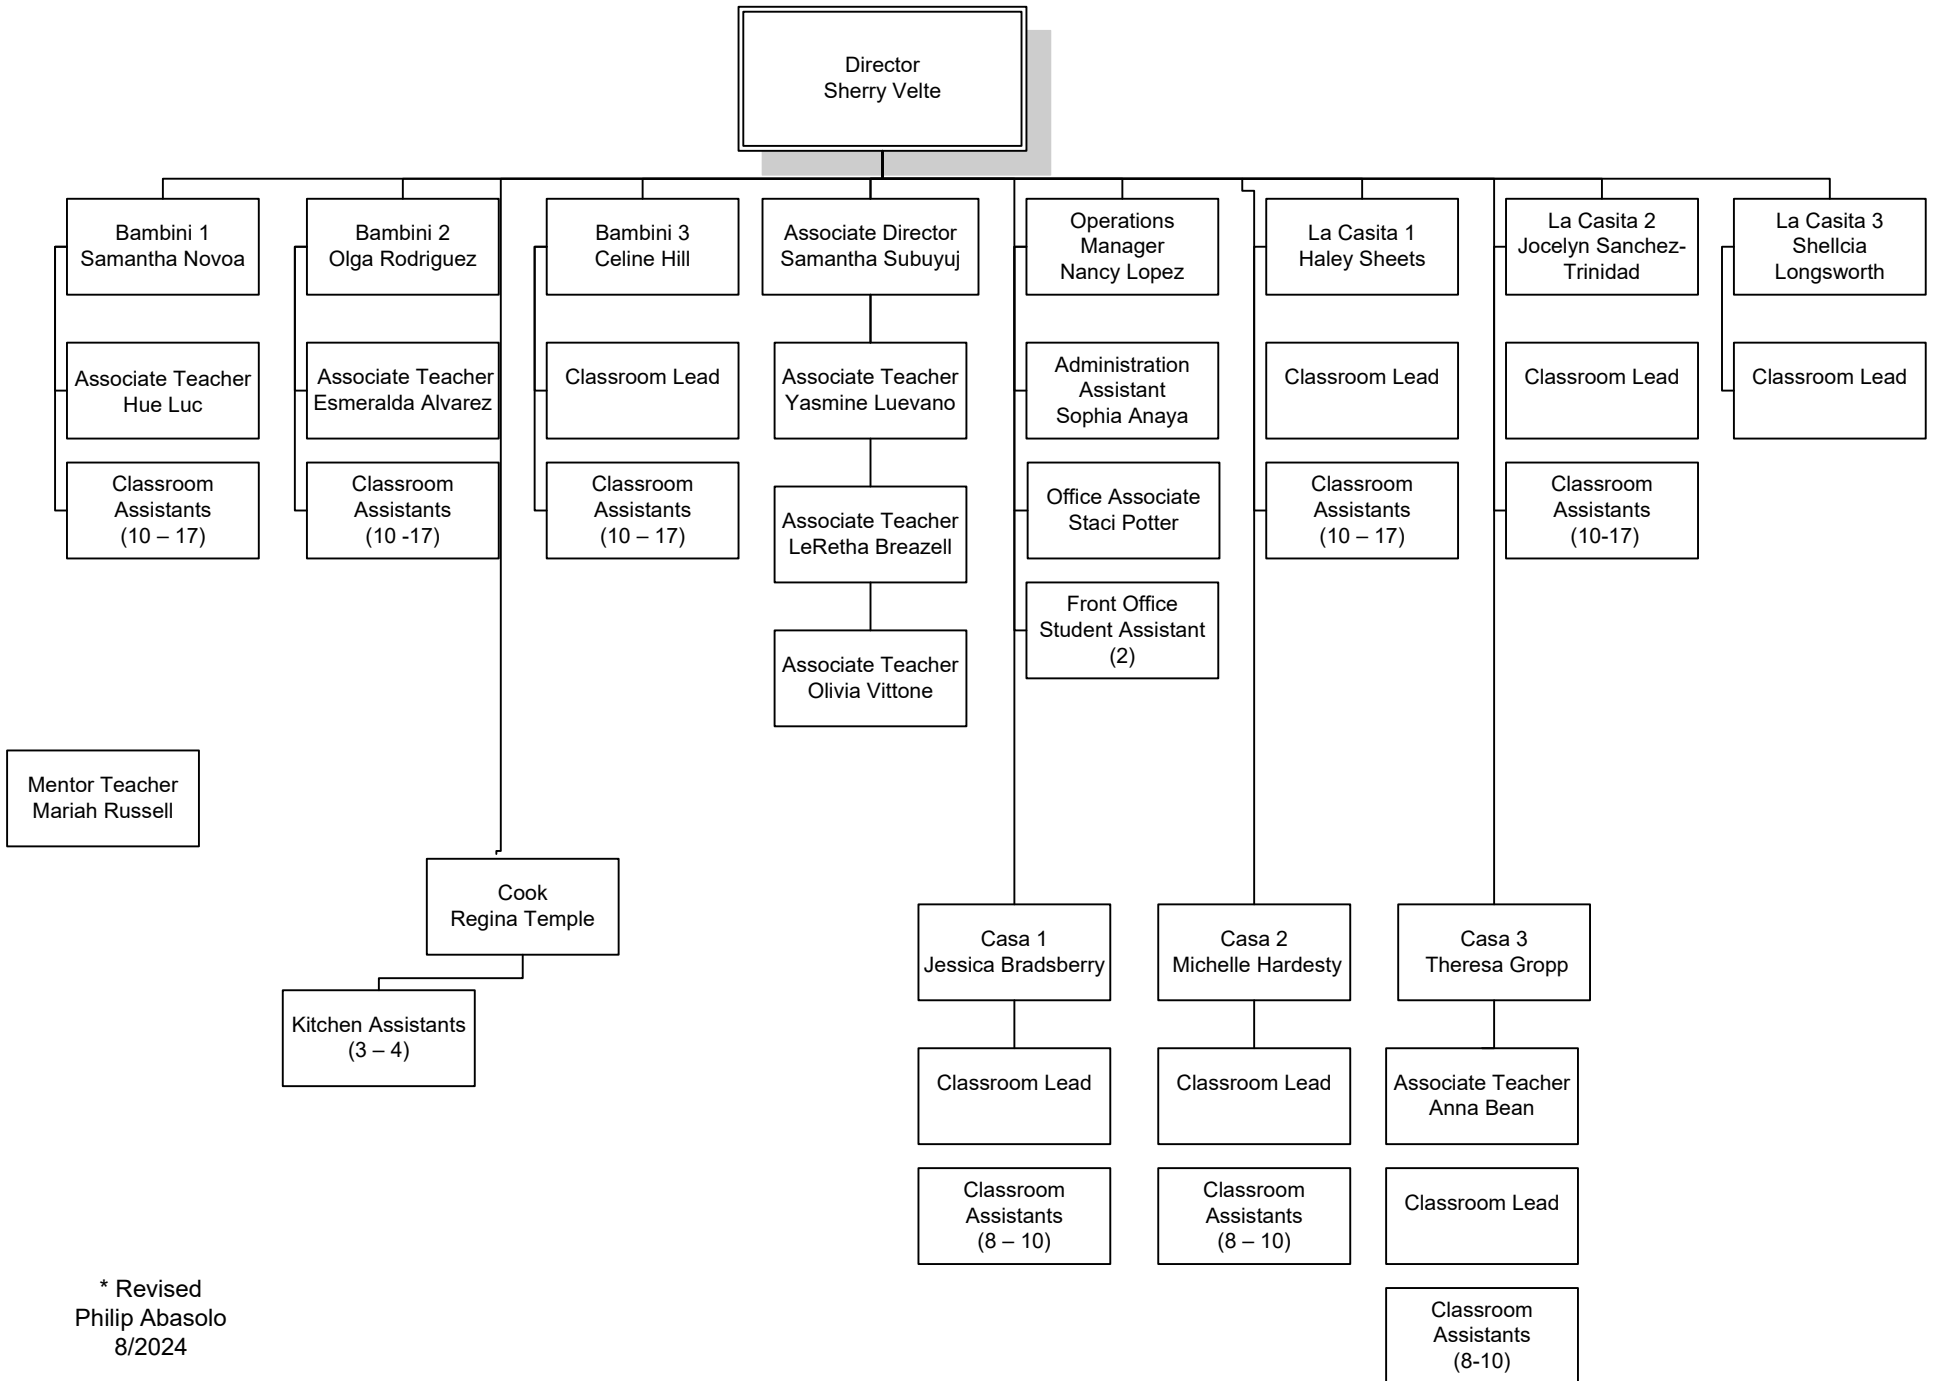 Director
Sherry Velte
Bambini 1
Samantha Novoa
Bambini 2
Olga Rodriguez
Bambini 3
Celine Hill
Associate Director
Samantha Subuyuj
Operations
Manager
Nancy Lopez
La Casita 1
Haley Sheets
La Casita 2
Jocelyn Sanchez-
Trinidad
La Casita 3
Shellcia
Longsworth
Associate Teacher
Hue Luc
Associate Teacher
Esmeralda Alvarez
Classroom Lead
Associate Teacher
Yasmine Luevano
Administration
Assistant
Sophia Anaya
Classroom Lead
Classroom Lead
Classroom Lead
Classroom
Assistants
(10 – 17)
Classroom
Assistants
(10 -17)
Classroom
Assistants
(10 – 17)
Associate Teacher
LeRetha Breazell
Office Associate
Staci Potter
Classroom
Assistants
(10 – 17)
Classroom
Assistants
(10-17)
Front Office
Student Assistant
(2)
Associate Teacher
Olivia Vittone
Mentor Teacher
Mariah Russell
Cook
Regina Temple
Kitchen Assistants
(3 – 4)
Casa 1
Jessica Bradsberry
Casa 2
Michelle Hardesty
Casa 3
Theresa Gropp
Classroom Lead
Classroom Lead
Associate Teacher
Anna Bean
Classroom
Assistants
(8 – 10)
Classroom
Assistants
(8 – 10)
Classroom Lead
Classroom
Assistants
(8-10)
* Revised
Philip Abasolo
8/2024